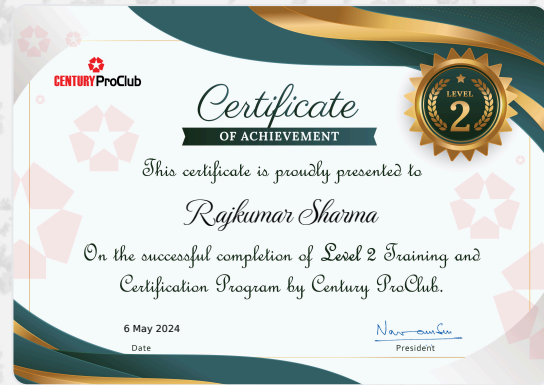 CENTURY ProClub
Certificate
OF ACHIEVEMENT
LEVEL
2
This certificate is proudly presented to
Rajkumar Sharma
On the successful completion of Level 2 Training and
Certification Program by Century ProClub.
6 May 2024
Date
President